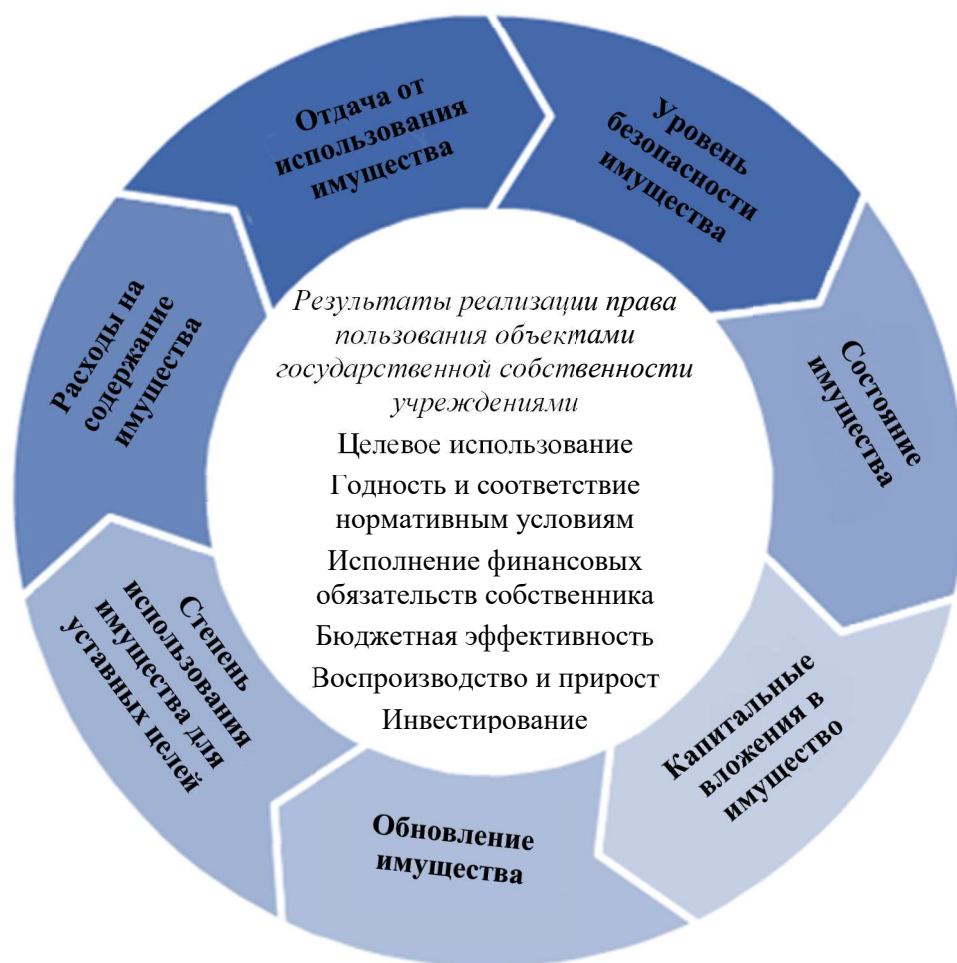 Отдача от
использования
имущества
Уровень
безопасности
имущества
Состояние
имущества
Капитальные
вложения в
имущество
Обновление
имущества
Степень
использования
имущества для
уставных целей
Расходы на
содержание
имущества
Результаты реализации права
пользования объектами
государственной собственности
учреждениями
Целевое использование
Годность и соответствие
нормативным условиям
Исполнение финансовых
обязательств собственника
Бюджетная эффективность
Воспроизводство и прирост
Инвестирование